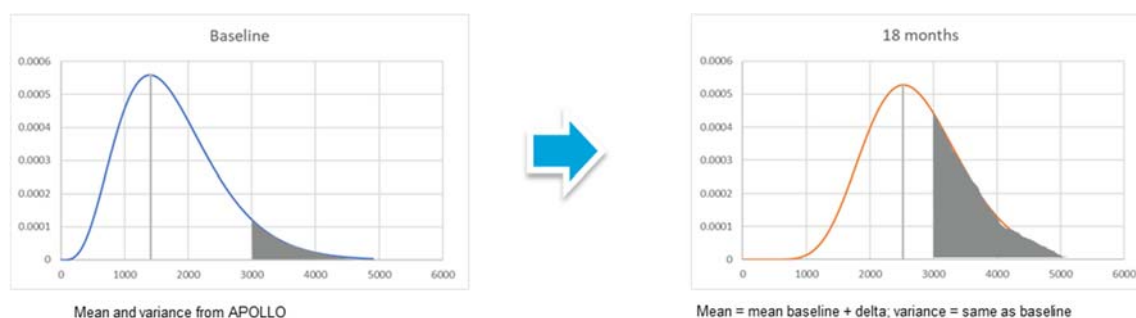 Baseline
0.0006
0.0005
0.0004
0.0003
0.0002
0.0001
0
0 1000 2000 3000 4000 5000 6000
Mean and variance from APOLLO
18 months
0.0006
0.0005
0.0004
0.0003
0.0002
0.0001
0
0 1000 2000 3000 4000 5000 6000
Mean = mean baseline + delta; variance = same as baseline